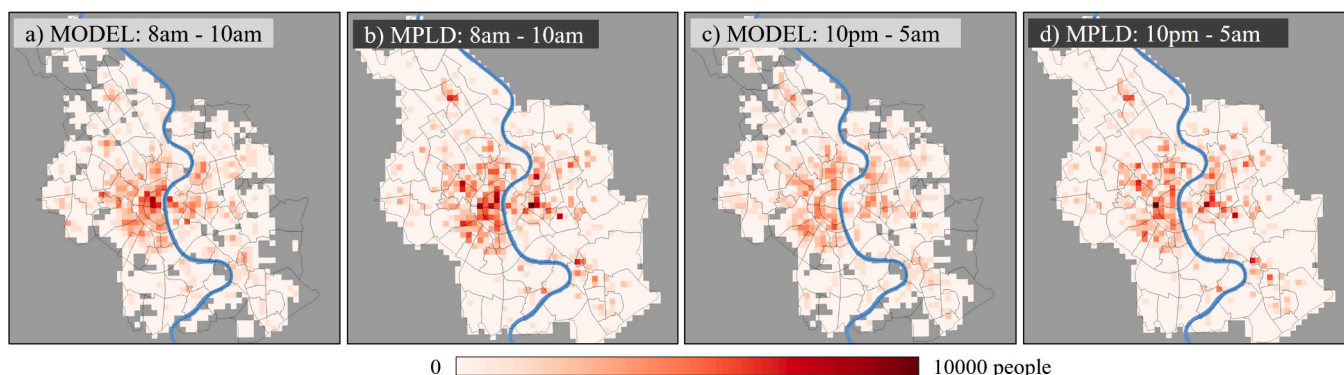 a) MODEL: 8am - 10am
b) MPLD: 8am - 10am
c) MODEL: 10pm - 5am
d) MPLD: 10pm - 5am
0
10000 people